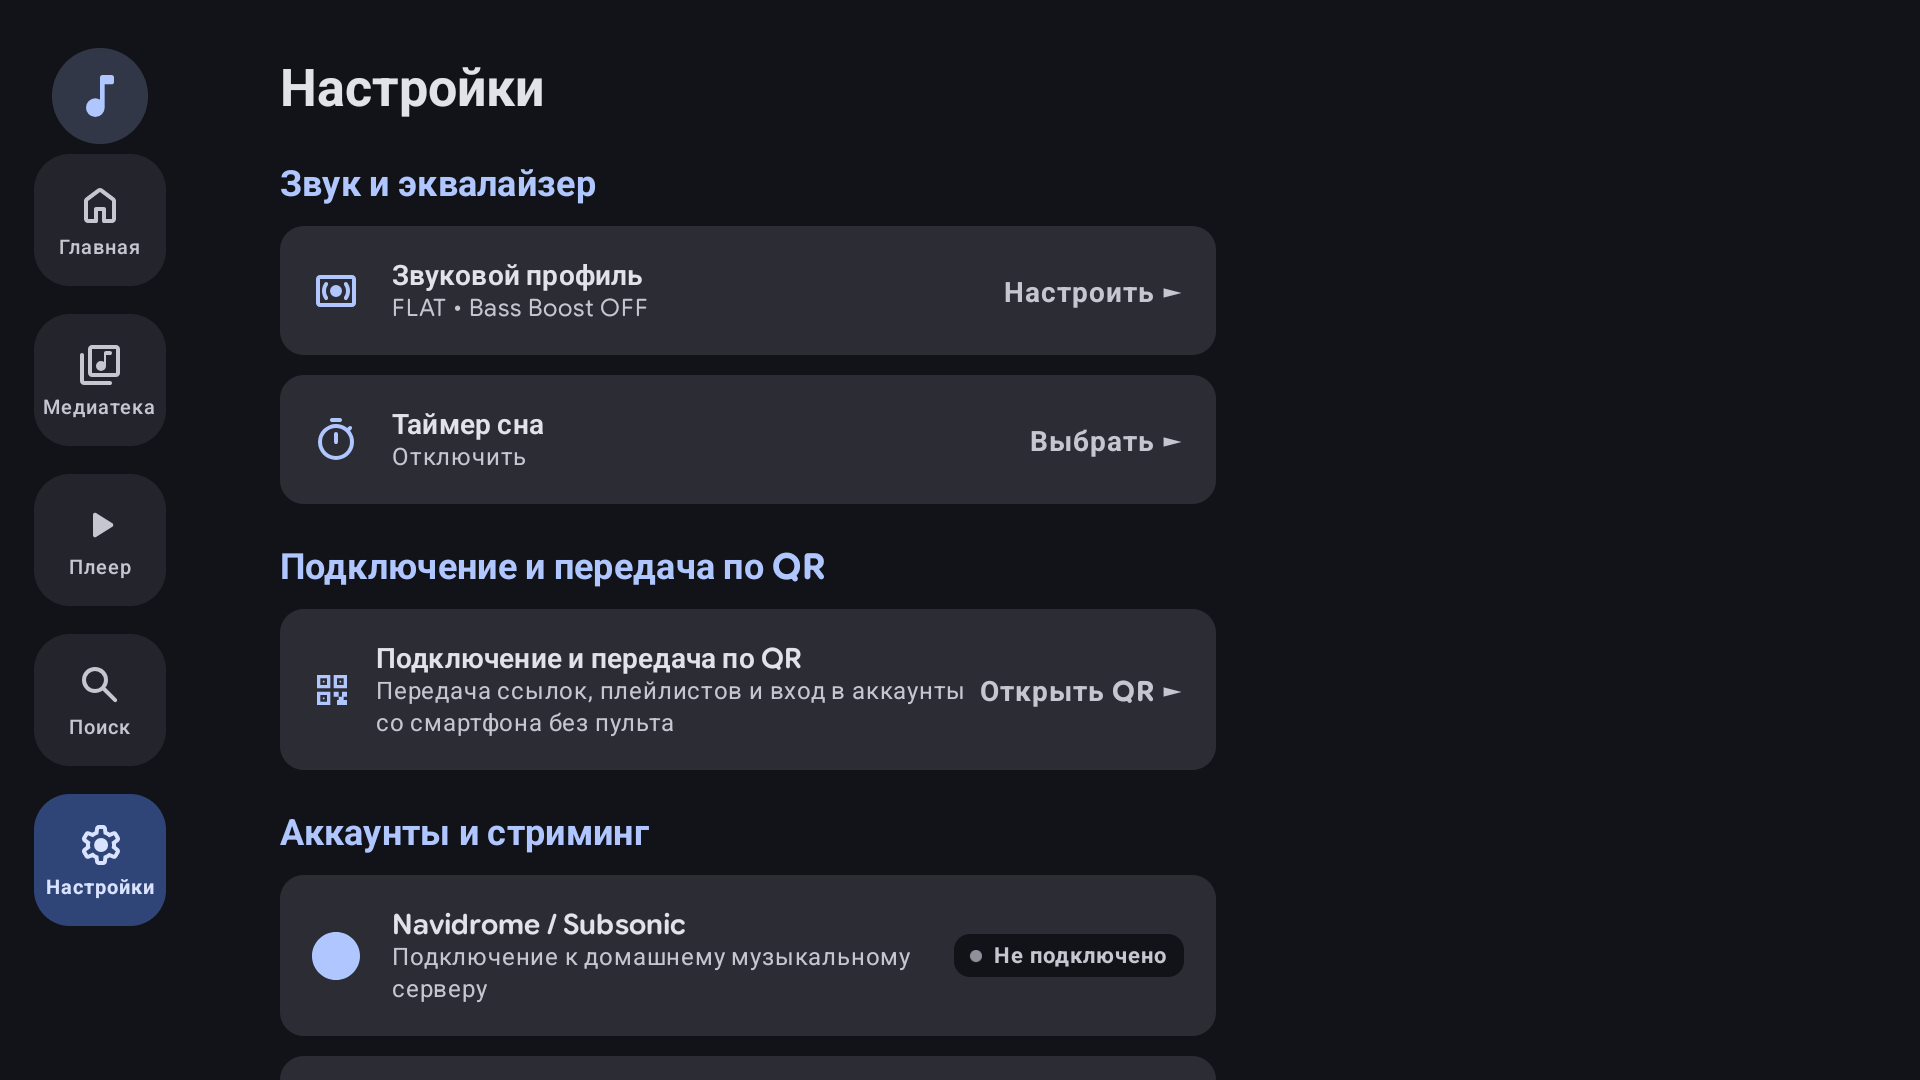 Настройки
Главная
Медиатека
Плеер
Поиск
Настройки
Звук и эквалайзер
Звуковой профиль
FLAT • Bass Boost OFF
Настроить ►
Таймер сна
Отключить
Выбрать ►
Подключение и передача по QR
Подключение и передача по QR
Передача ссылок, плейлистов и вход в аккаунты
со смартфона без пульта
Открыть QR ►
Аккаунты и стриминг
Navidrome / Subsonic
Подключение к домашнему музыкальному
серверу
Не подключено